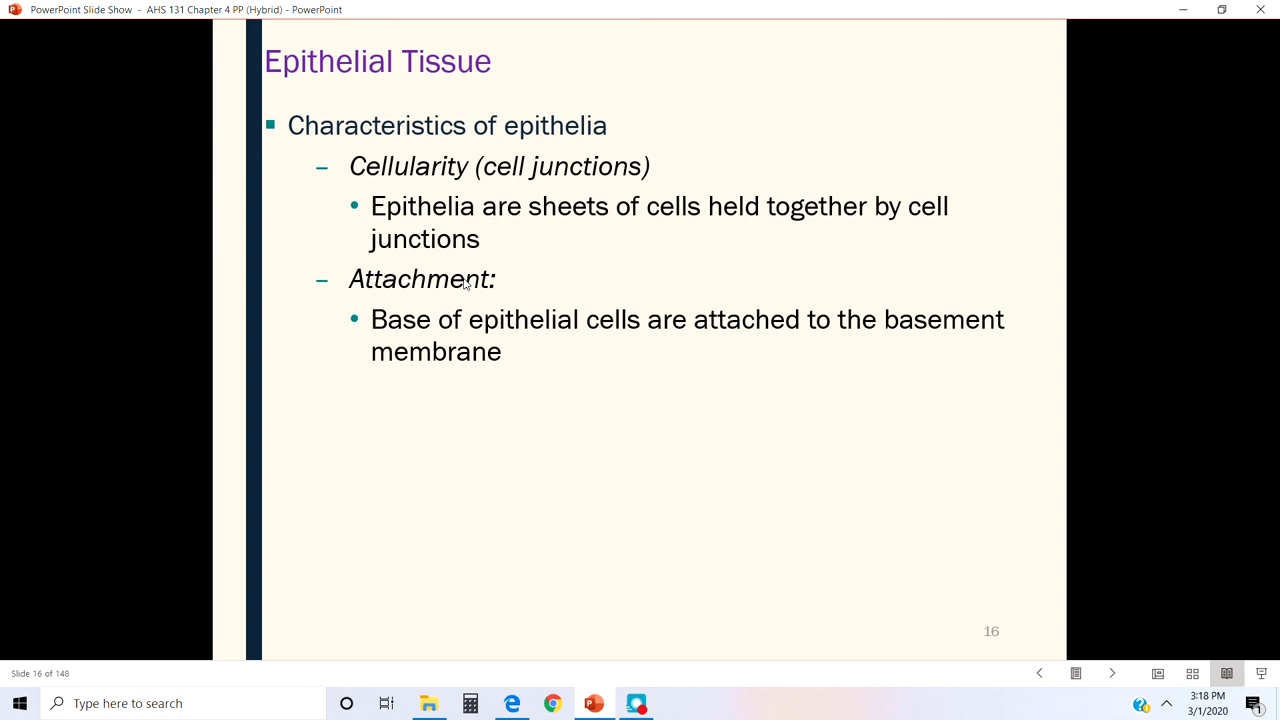 PowerPoint Slide Show - AHS 131 Chapter 4 PP (Hybrid) - PowerPoint
Epithelial Tissue
Characteristics of epithelia
– Cellularity (cell junctions)
• Epithelia are sheets of cells held together by cell
junctions
– Attachment:
• Base of epithelial cells are attached to the basement
membrane
16
Slide 16 of 148
Type here to search
3:18 PM
3/1/2020
1